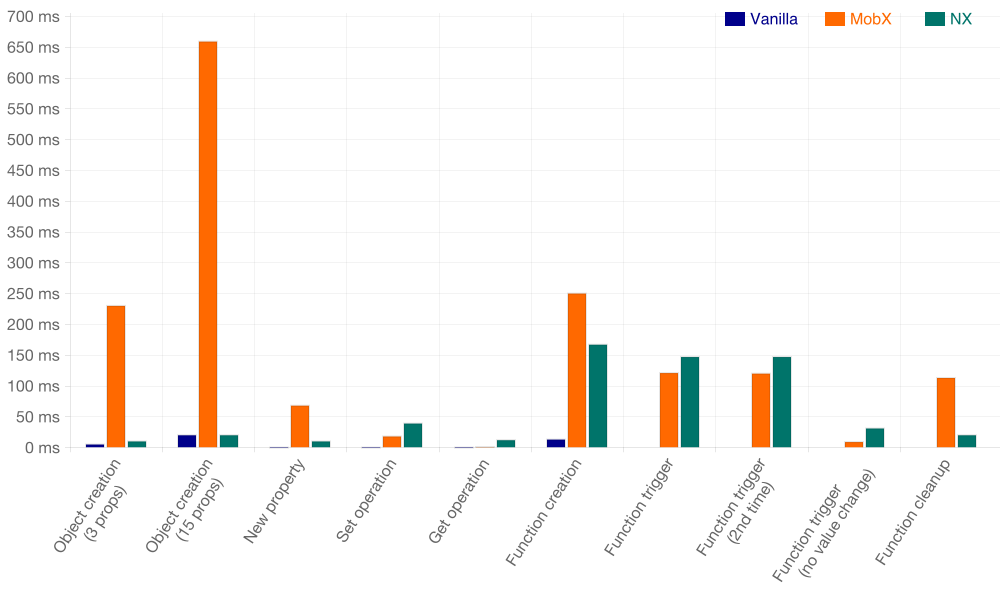 Vanilla
MobX
NX
700 ms
650 ms
600 ms
550 ms
500 ms
450 ms
400 ms
350 ms
300 ms
250 ms
200 ms
150 ms
100 ms
50 ms
0 ms
Object creation
(3 props)
Object creation
(15 props)
New property
Set operation
Get operation
Function creation
Function trigger
Function trigger
(2nd time)
Function trigger
(no value change)
Function cleanup